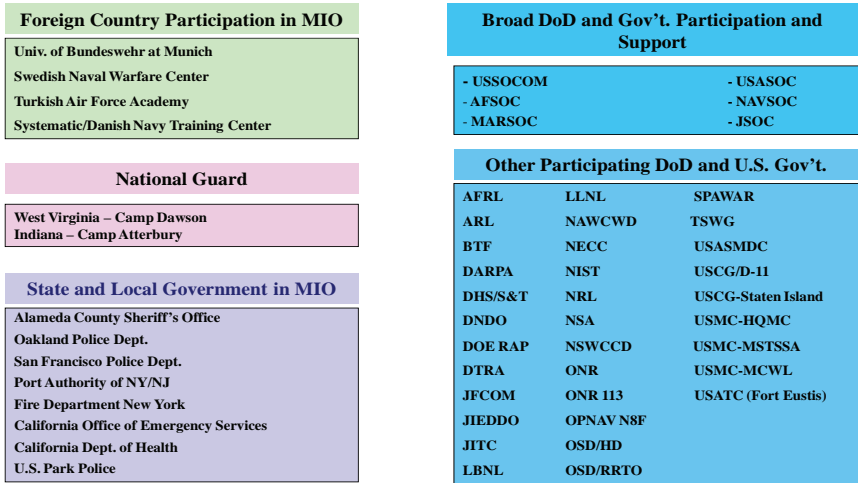 Foreign Country Participation in MIO
Univ. of Bundeswehr at Munich
Swedish Naval Warfare Center
Turkish Air Force Academy
Systematic/Danish Navy Training Center
National Guard
West Virginia – Camp Dawson
Indiana – Camp Atterbury
State and Local Government in MIO
Alameda County Sheriff's Office
Oakland Police Dept.
San Francisco Police Dept.
Port Authority of NY/NJ
Fire Department New York
California Office of Emergency Services
California Dept. of Health
U.S. Park Police
Broad DoD and Gov't. Participation and
Support
- USSOCOM - USASOC
- AFSOC - NAVSOC
- MARSOC - JSOC
Other Participating DoD and U.S. Gov't.
AFRL LLNL SPAWAR
ARL NAWCWD TSWG
BTF NECC USASMDC
DARPA NIST USCG/D-11
DHS/S&T NRL USCG-Staten Island
DNDO NSA USMC-HQMC
DOE RAP NSWCCD USMC-MSTSSA
DTRA ONR USMC-MCWL
JFCOM ONR 113 USATC (Fort Eustis)
JIEDDO OPNAV N8F
JITC OSD/HD
LBNL OSD/RRTO